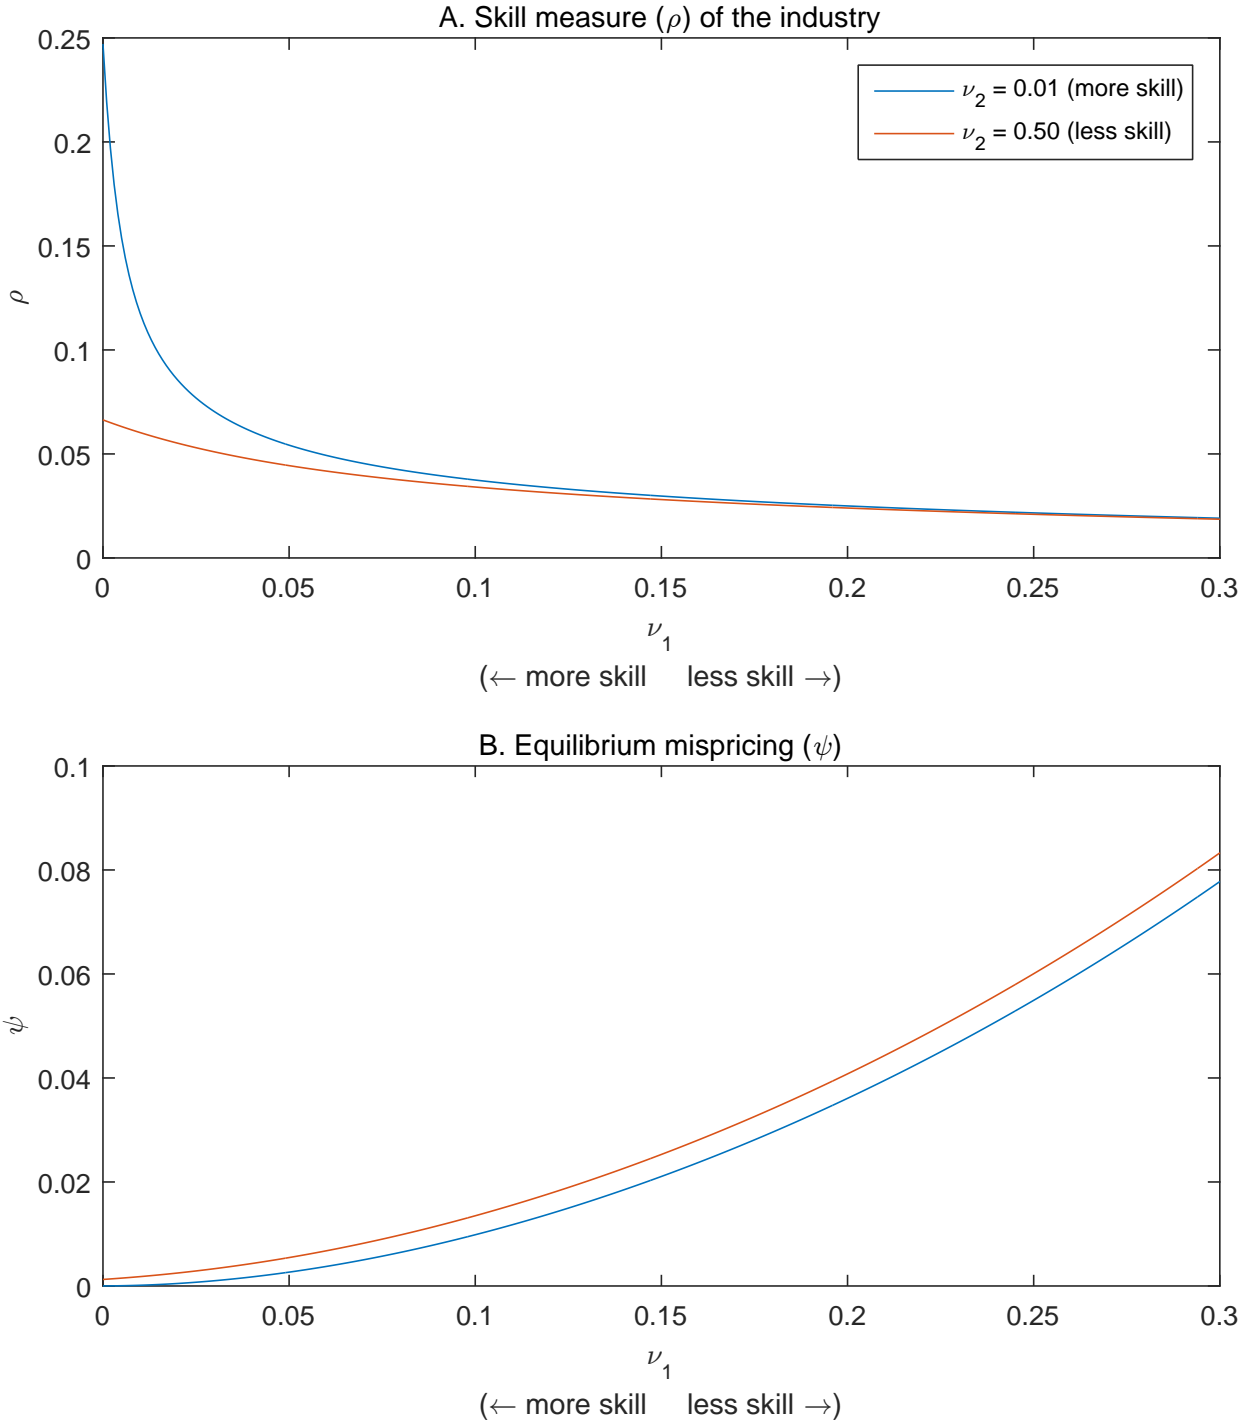 A. Skill measure (ρ) of the industry
0.25
0.2
0.15
0.1
0.05
0
ρ
ν₂ = 0.01 (more skill)
ν₂ = 0.50 (less skill)
0 0.05 0.1 0.15 0.2 0.25 0.3
ν₁
(← more skill less skill →)
B. Equilibrium mispricing (ψ)
0.1
0.08
0.06
0.04
0.02
0
ψ
0 0.05 0.1 0.15 0.2 0.25 0.3
ν₁
(← more skill less skill →)